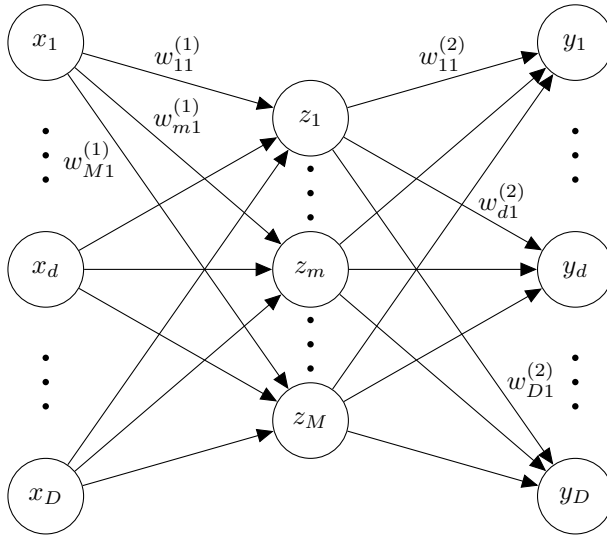 x_1 w_{11}^{(1)} w_{11}^{(2)} y_1
w_{m1}^{(1)} z_1
w_{M1}^{(1)}
w_{d1}^{(2)}
x_d z_m y_d
w_{D1}^{(2)}
z_M
x_D y_D